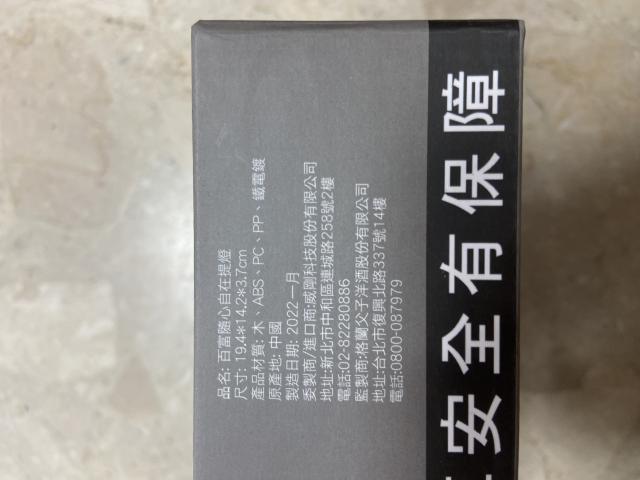 品名: 百富隨心自在提燈
尺寸: 19.4*14.2*3.7cm
產品材質: 木、ABS、PC、PP、鐵電鍍
原產地: 中國
製造日期: 2022一月
委製商/進口商:威剛科技股份有限公司
地址:新北市中和區連城路258號2樓
電話:02-82280886
監製商:格蘭父子洋酒股份有限公司
地址:台北市復興北路337號14樓
電話:0800-087979
安全有保障